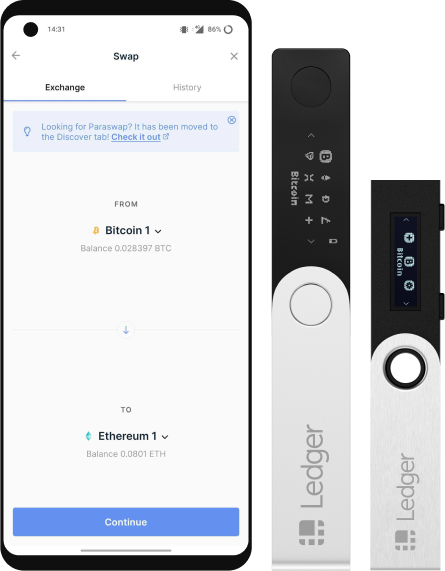 14:31
86%
Swap
Exchange
History
Looking for Paraswap? It has been moved to
the Discover tab! Check it out
FROM
Bitcoin 1
Balance 0.028397 BTC
TO
Ethereum 1
Balance 0.0801 ETH
Continue
Bitcoin
Ledger
Bitcoin
Ledger